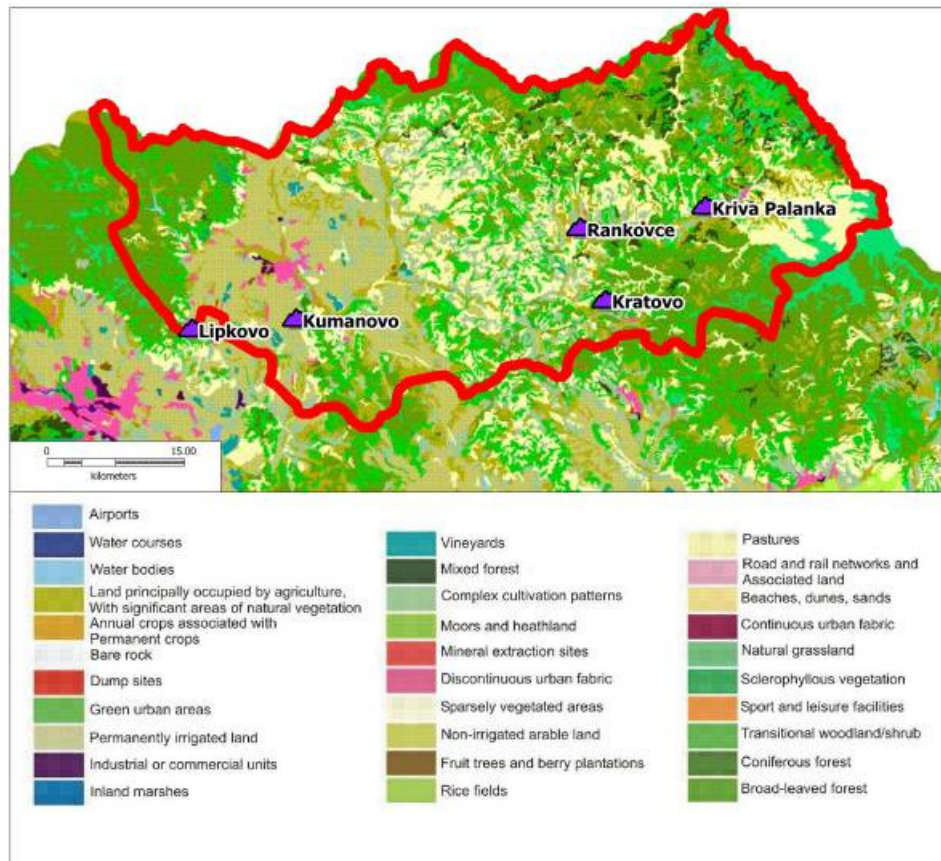 Kriva Palanka
Rankovce
Kratovo
Lipkovo
Kumanovo
0 15.00
kilometers
Airports
Water courses
Water bodies
Land principally occupied by agriculture,
With significant areas of natural vegetation
Annual crops associated with
Permanent crops
Bare rock
Dump sites
Green urban areas
Permanently irrigated land
Industrial or commercial units
Inland marshes
Vineyards
Mixed forest
Complex cultivation patterns
Moors and heathland
Mineral extraction sites
Discontinuous urban fabric
Sparsely vegetated areas
Non-irrigated arable land
Fruit trees and berry plantations
Rice fields
Pastures
Road and rail networks and
Associated land
Beaches, dunes, sands
Continuous urban fabric
Natural grassland
Sclerophyllous vegetation
Sport and leisure facilities
Transitional woodland/shrub
Coniferous forest
Broad-leaved forest